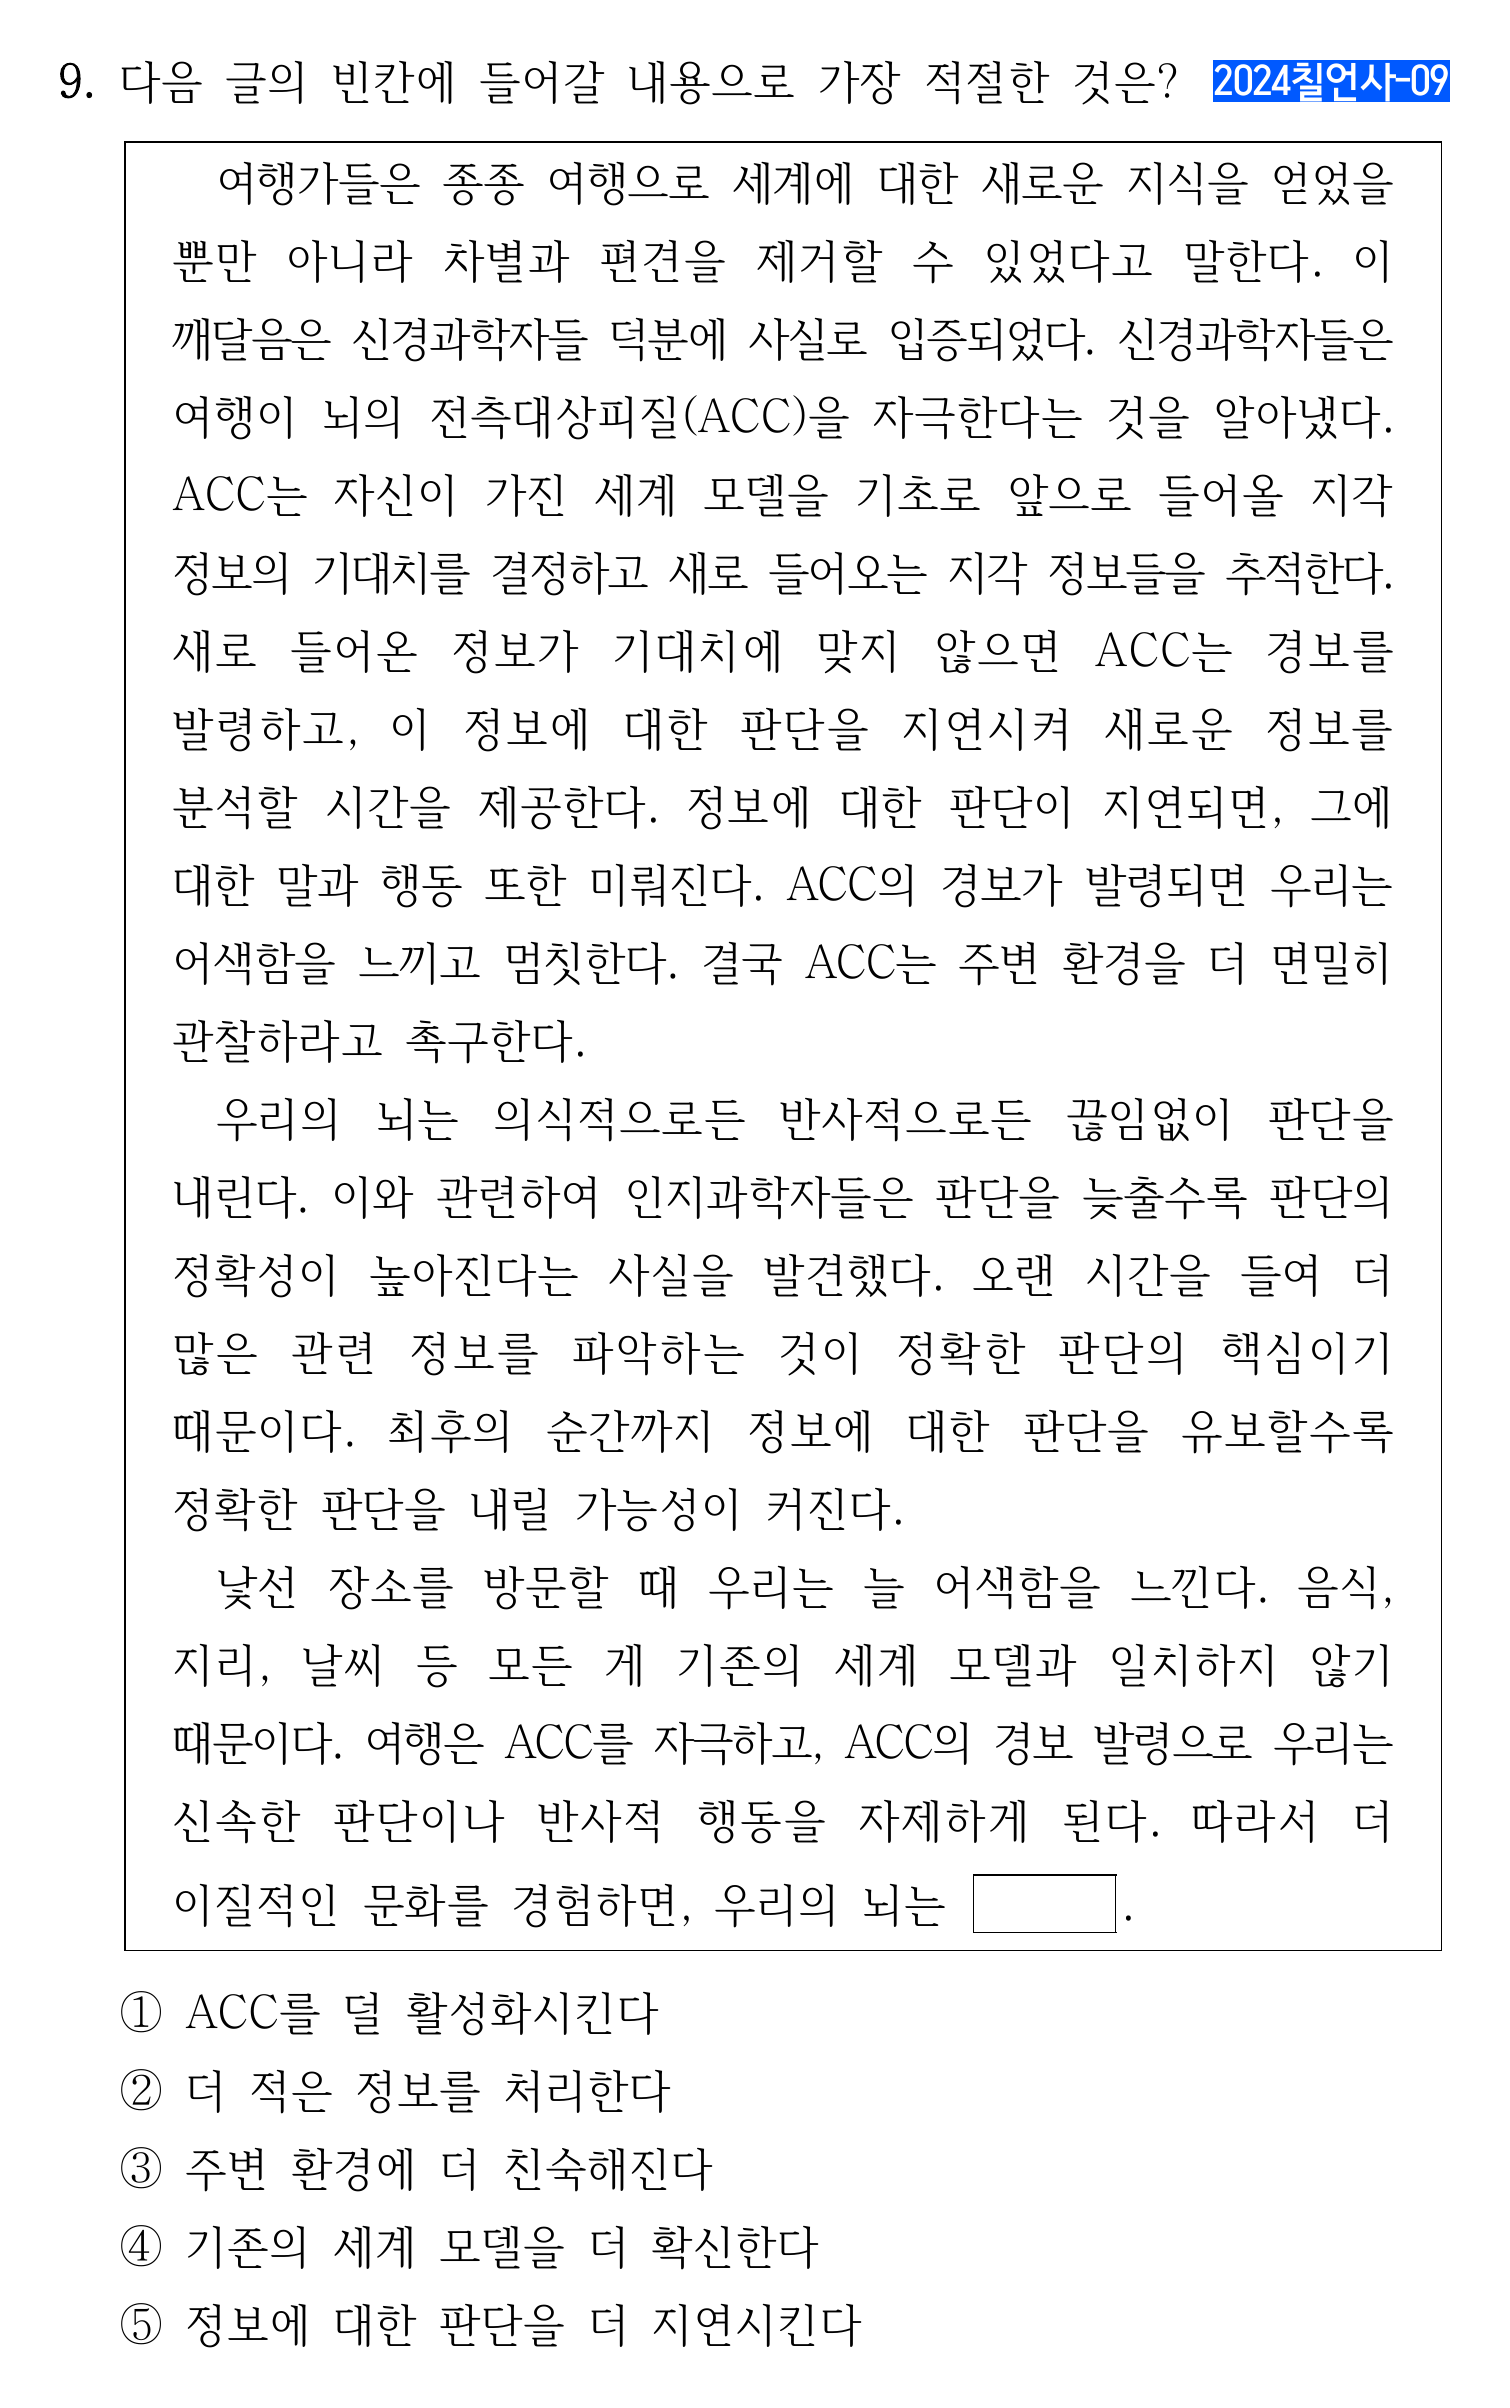 9. 다음 글의 빈칸에 들어갈 내용으로 가장 적절한 것은? 2024칠언사-09
여행가들은 종종 여행으로 세계에 대한 새로운 지식을 얻었을
뿐만 아니라 차별과 편견을 제거할 수 있었다고 말한다. 이
깨달음은 신경과학자들 덕분에 사실로 입증되었다. 신경과학자들은
여행이 뇌의 전측대상피질(ACC)을 자극한다는 것을 알아냈다.
ACC는 자신이 가진 세계 모델을 기초로 앞으로 들어올 지각
정보의 기대치를 결정하고 새로 들어오는 지각 정보들을 추적한다.
새로 들어온 정보가 기대치에 맞지 않으면 ACC는 경보를
발령하고, 이 정보에 대한 판단을 지연시켜 새로운 정보를
분석할 시간을 제공한다. 정보에 대한 판단이 지연되면, 그에
대한 말과 행동 또한 미뤄진다. ACC의 경보가 발령되면 우리는
어색함을 느끼고 멈칫한다. 결국 ACC는 주변 환경을 더 면밀히
관찰하라고 촉구한다.
우리의 뇌는 의식적으로든 반사적으로든 끊임없이 판단을
내린다. 이와 관련하여 인지과학자들은 판단을 늦출수록 판단의
정확성이 높아진다는 사실을 발견했다. 오랜 시간을 들여 더
많은 관련 정보를 파악하는 것이 정확한 판단의 핵심이기
때문이다. 최후의 순간까지 정보에 대한 판단을 유보할수록
정확한 판단을 내릴 가능성이 커진다.
낯선 장소를 방문할 때 우리는 늘 어색함을 느낀다. 음식,
지리, 날씨 등 모든 게 기존의 세계 모델과 일치하지 않기
때문이다. 여행은 ACC를 자극하고, ACC의 경보 발령으로 우리는
신속한 판단이나 반사적 행동을 자제하게 된다. 따라서 더
이질적인 문화를 경험하면, 우리의 뇌는 .
① ACC를 덜 활성화시킨다
② 더 적은 정보를 처리한다
③ 주변 환경에 더 친숙해진다
④ 기존의 세계 모델을 더 확신한다
⑤ 정보에 대한 판단을 더 지연시킨다